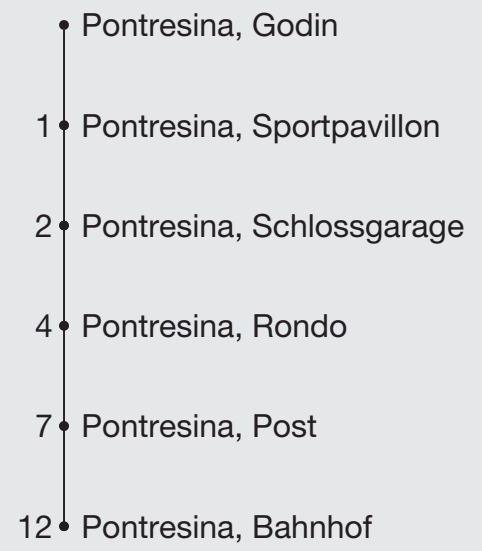 Pontresina, Godin
1 Pontresina, Sportpavillon
2 Pontresina, Schlossgarage
4 Pontresina, Rondo
7 Pontresina, Post
12 Pontresina, Bahnhof